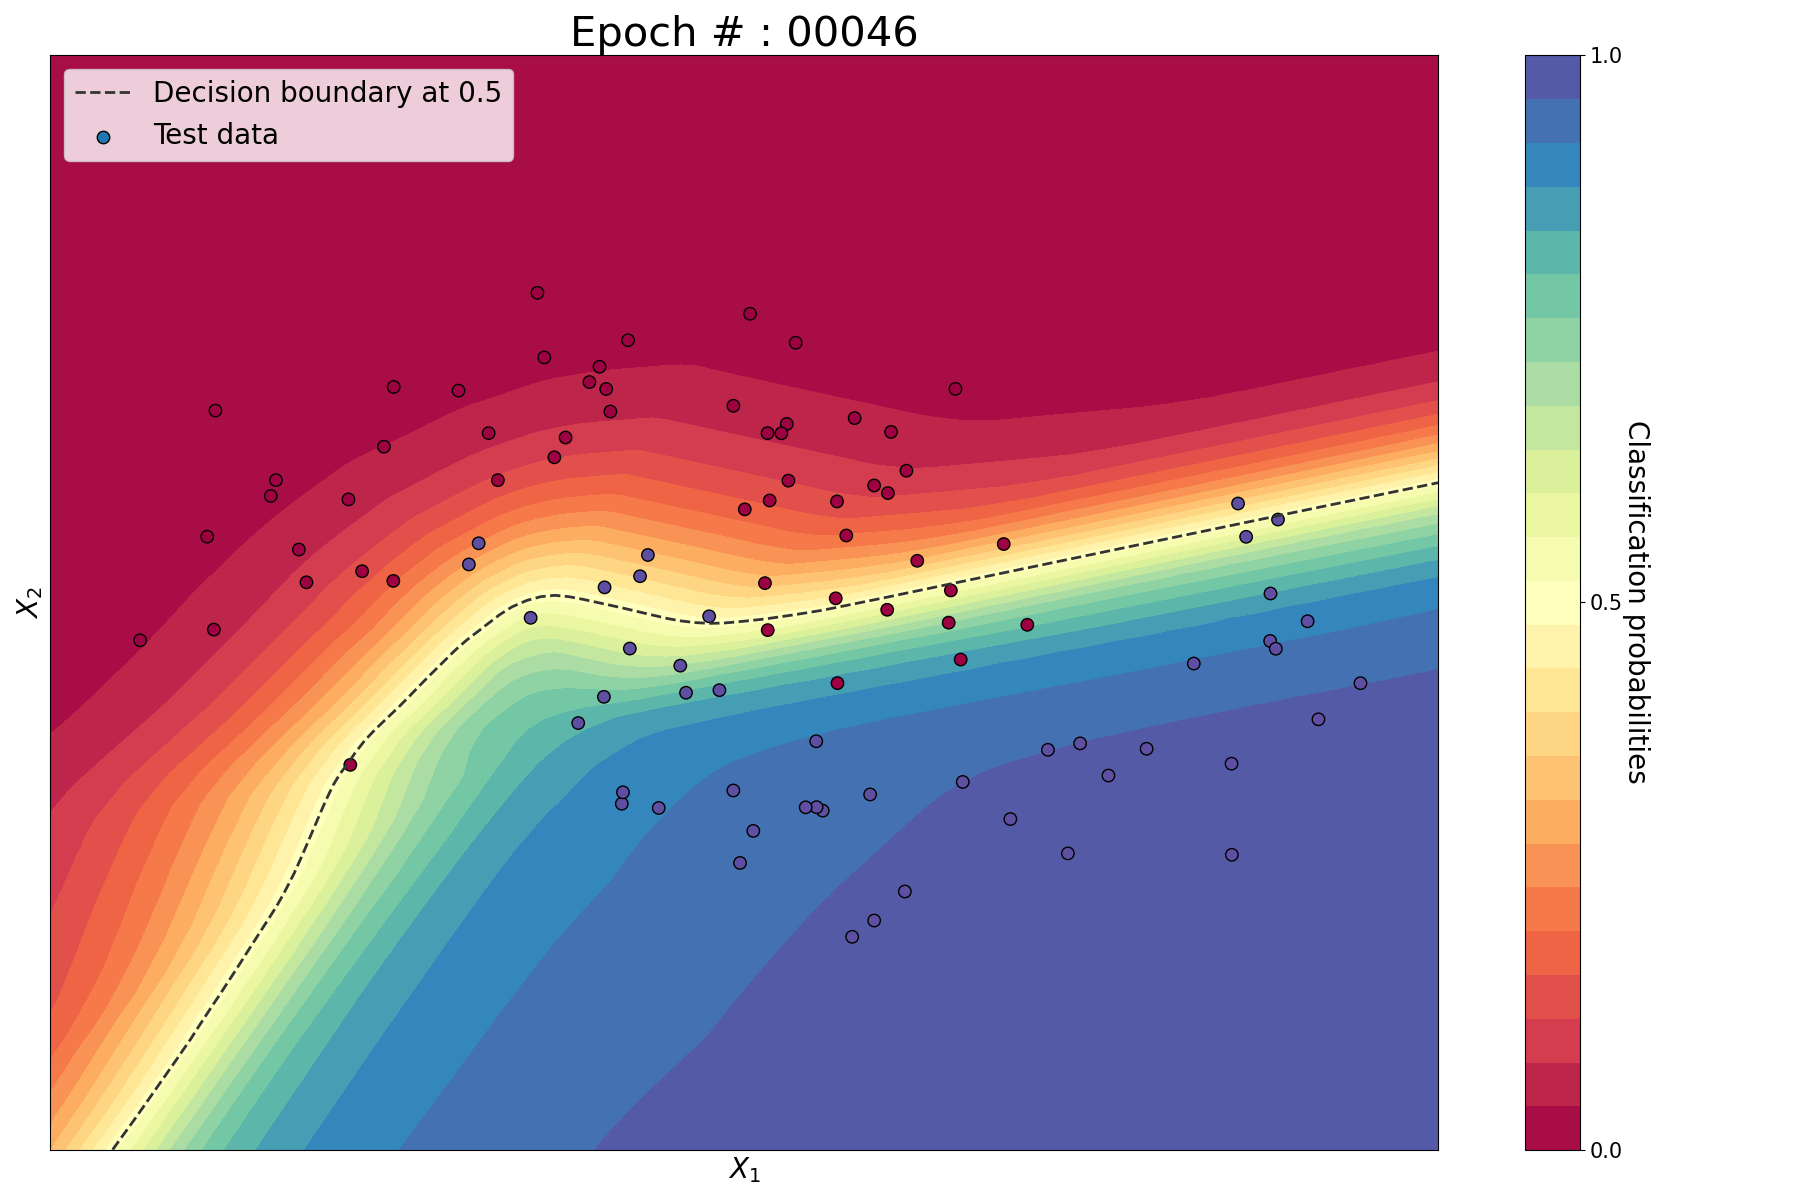 Epoch # : 00046
Decision boundary at 0.5
Test data
X₂
X₁
1.0
0.5
0.0
Classification probabilities